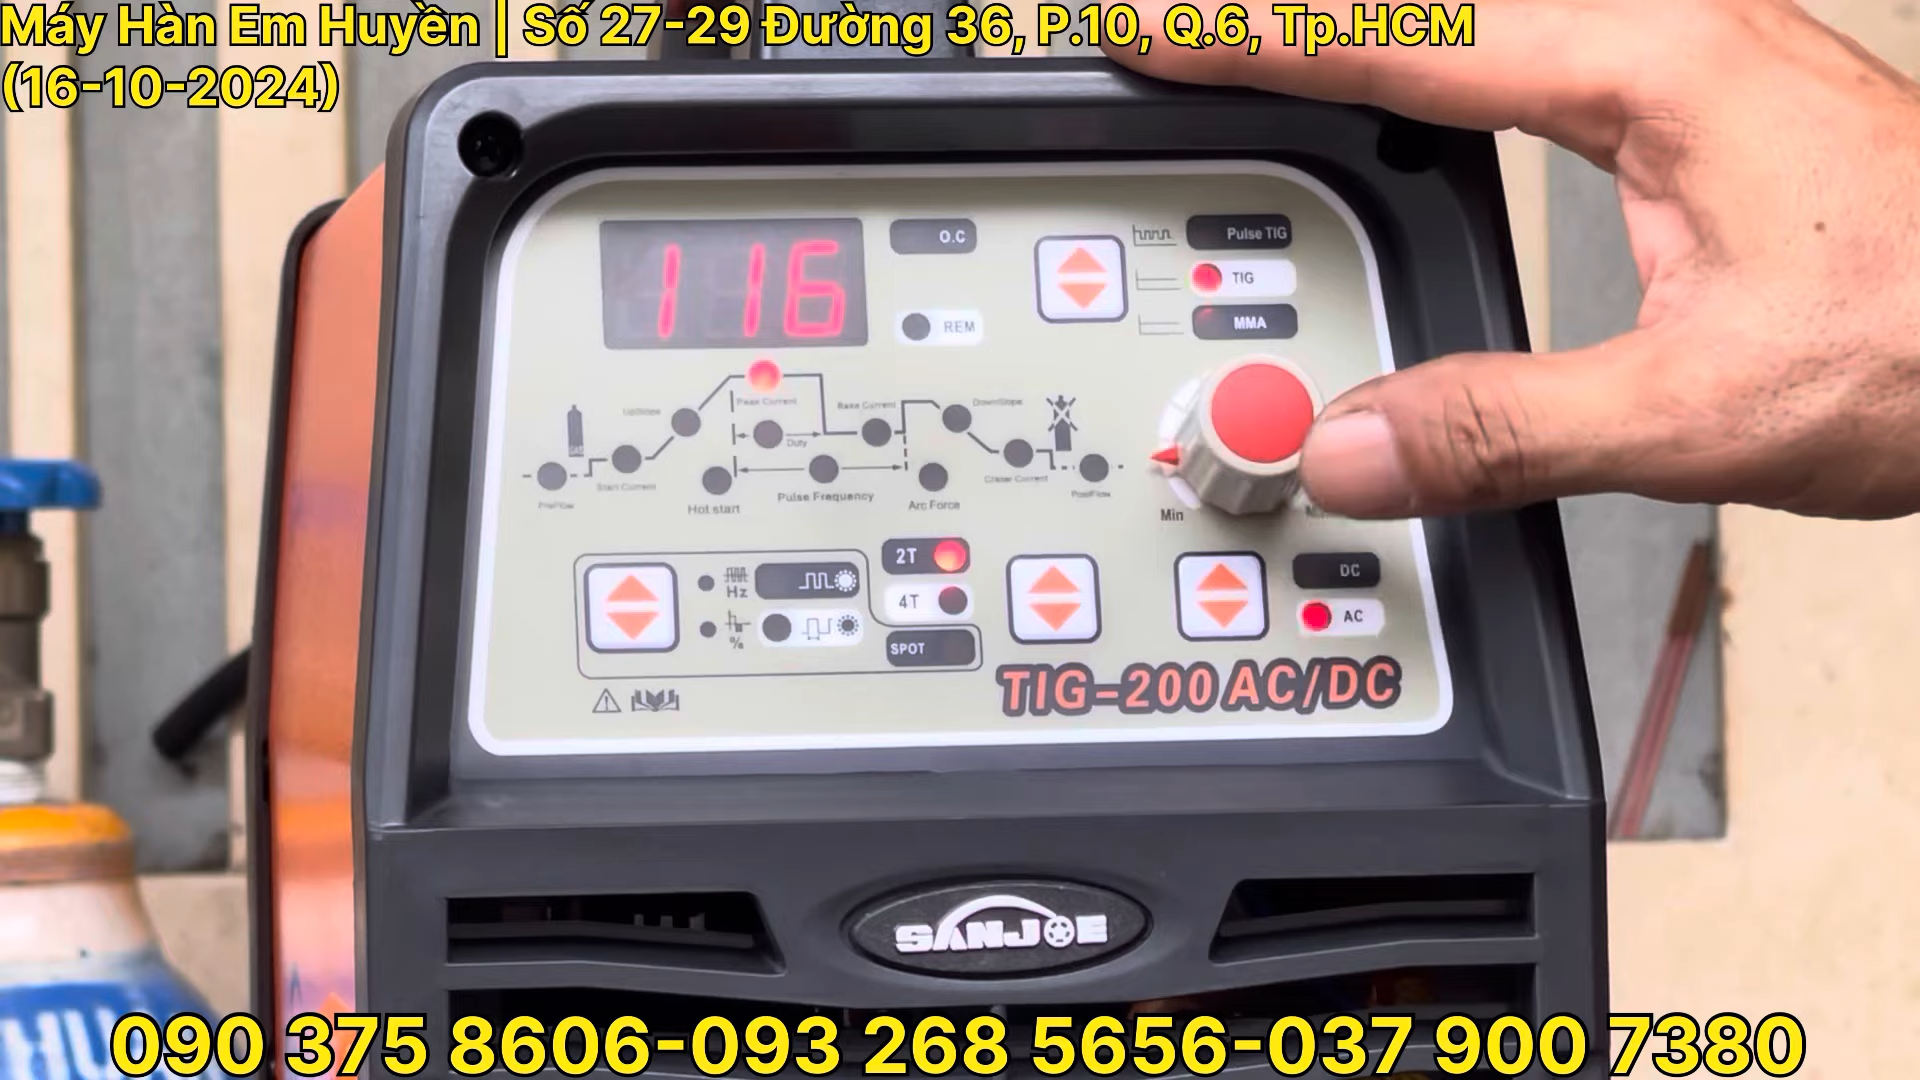 Máy Hàn Em Huyền | Số 27-29 Đường 36, P.10, Q.6, Tp.HCM
(16-10-2024)
116
O.C
REM
Pulse TIG
TIG
MMA
UpSlope
Peak Current
Base Current
DownSlope
Duty
PreFlow
Start Current
Hot start
Pulse Frequency
Arc Force
Crater Current
PostFlow
Min
Hz
%
2T
4T
SPOT
DC
AC
TIG-200 AC/DC
SANJOE
090 375 8606-093 268 5656-037 900 7380